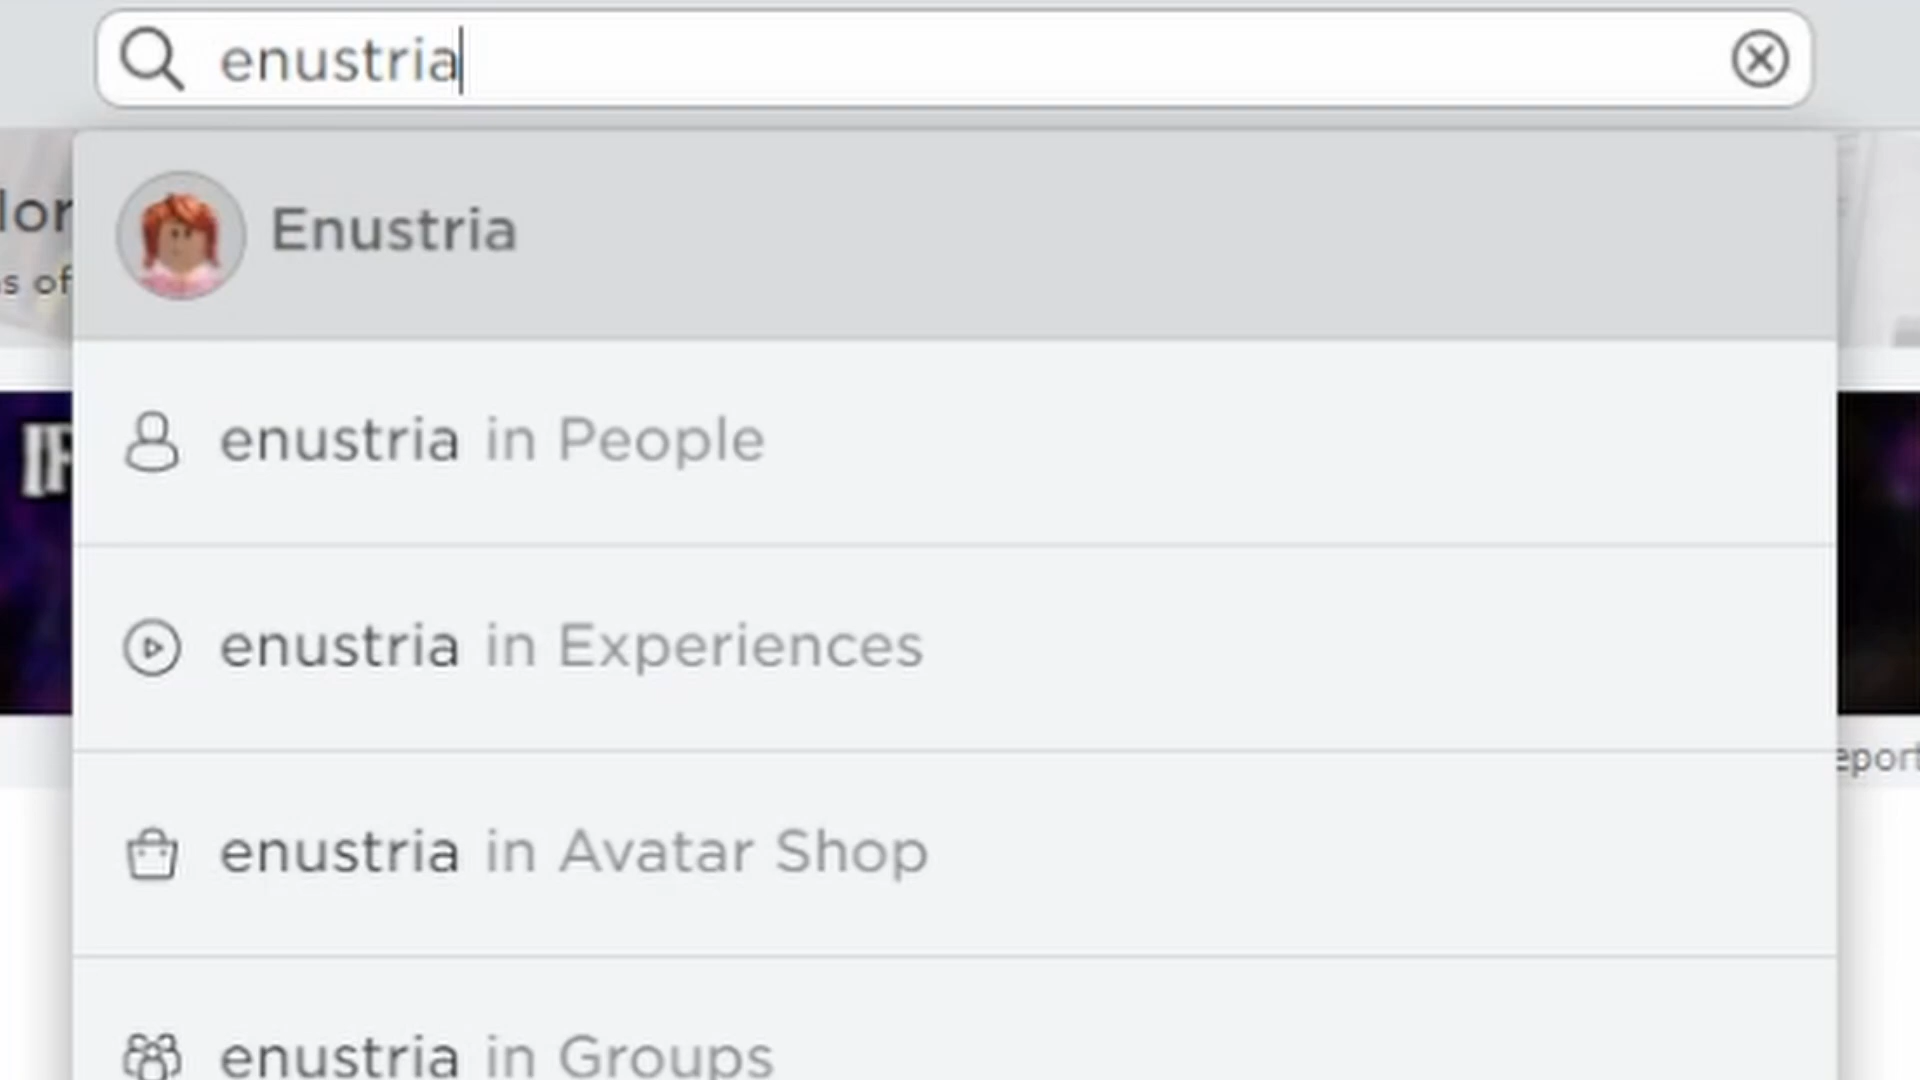 enustria
Enustria
enustria in People
enustria in Experiences
enustria in Avatar Shop
enustria in Groups